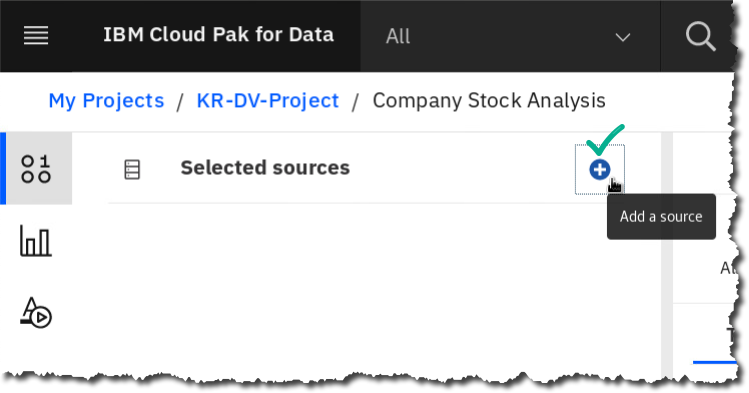 IBM Cloud Pak for Data
All
My Projects / KR-DV-Project / Company Stock Analysis
Selected sources
Add a source